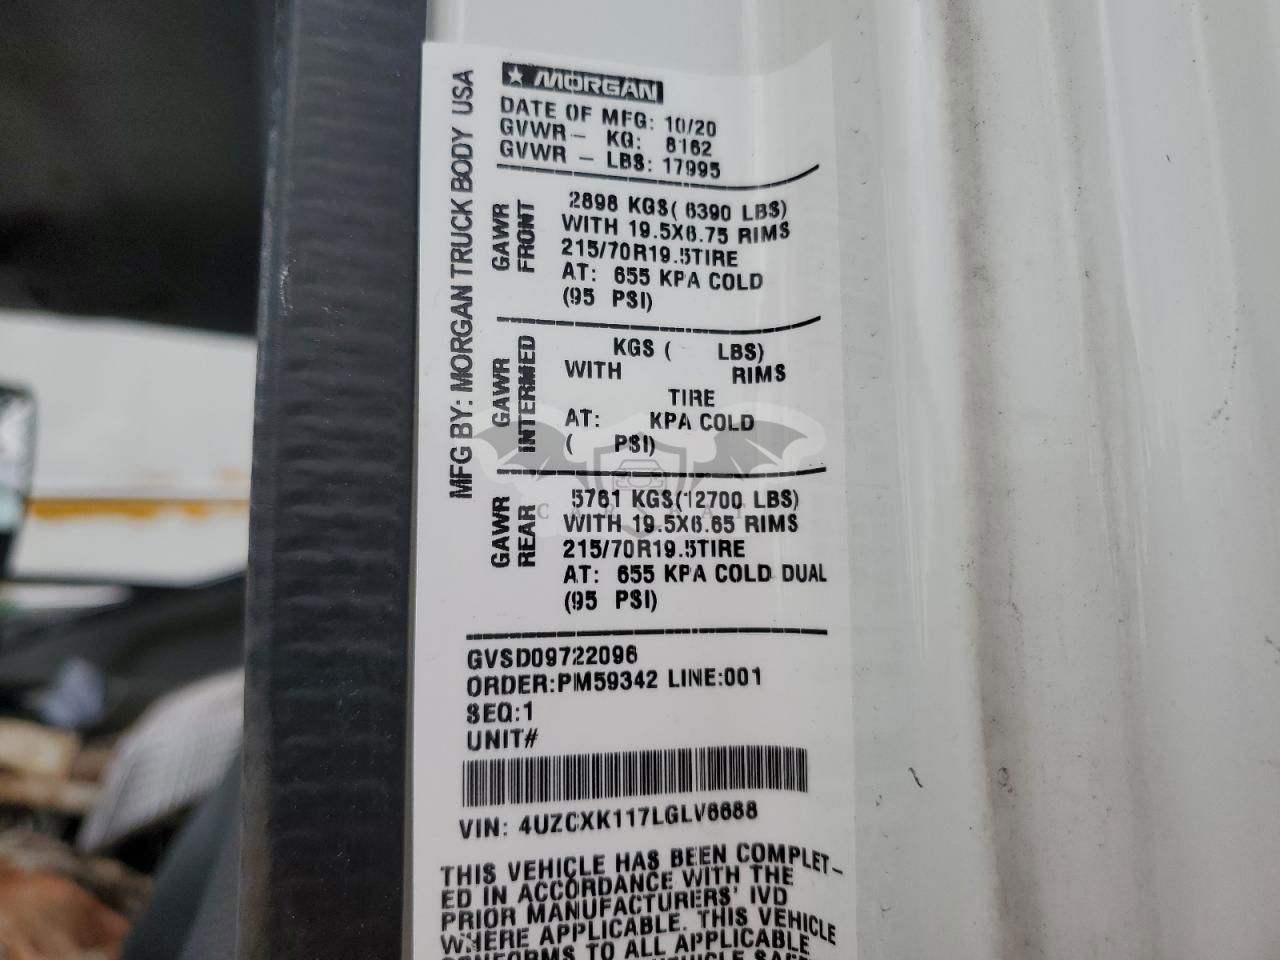 MORGAN
DATE OF MFG: 10/20
GVWR - KG: 8162
GVWR - LBS: 17995
MFG BY: MORGAN TRUCK BODY USA
GAWR FRONT
2898 KGS( 6390 LBS)
WITH 19.5X6.75 RIMS
215/70R19.5TIRE
AT: 655 KPA COLD
(95 PSI)
GAWR INTERMED
KGS ( LBS)
WITH RIMS
TIRE
AT: KPA COLD
( PSI)
GAWR REAR
5761 KGS(12700 LBS)
WITH 19.5X6.65 RIMS
215/70R19.5TIRE
AT: 655 KPA COLD DUAL
(95 PSI)
GVSD09722096
ORDER:PM59342 LINE:001
SEQ:1
UNIT#
VIN: 4UZCXK117LGLV6688
THIS VEHICLE HAS BEEN COMPLET-
ED IN ACCORDANCE WITH THE
PRIOR MANUFACTURERS' IVD
WHERE APPLICABLE. THIS VEHICLE
CONFORMS TO ALL APPLICABLE